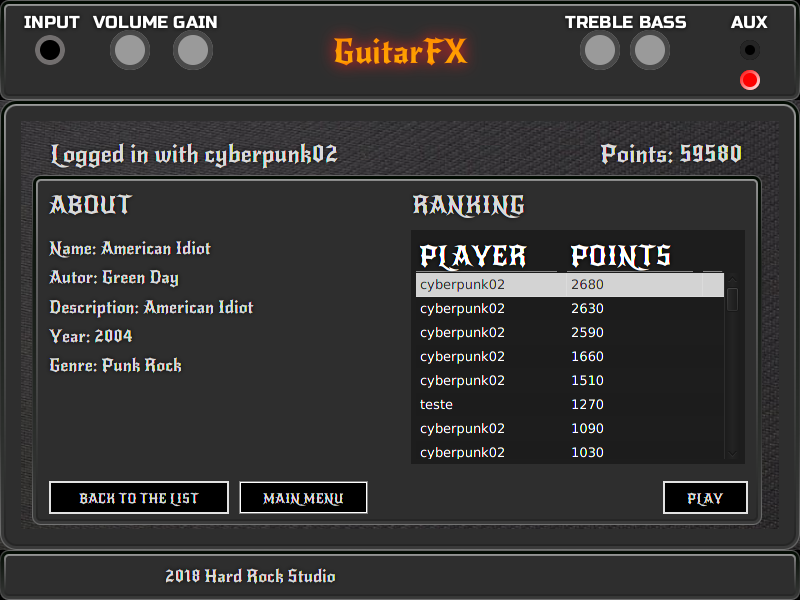 INPUT VOLUME GAIN GuitarFX TREBLE BASS AUX
Logged in with cyberpunk02 Points: 59580
ABOUT
Name: American Idiot
Autor: Green Day
Description: American Idiot
Year: 2004
Genre: Punk Rock
RANKING
PLAYER POINTS
cyberpunk02 2680
cyberpunk02 2630
cyberpunk02 2590
cyberpunk02 1660
cyberpunk02 1510
teste 1270
cyberpunk02 1090
cyberpunk02 1030
BACK TO THE LIST MAIN MENU PLAY
2018 Hard Rock Studio